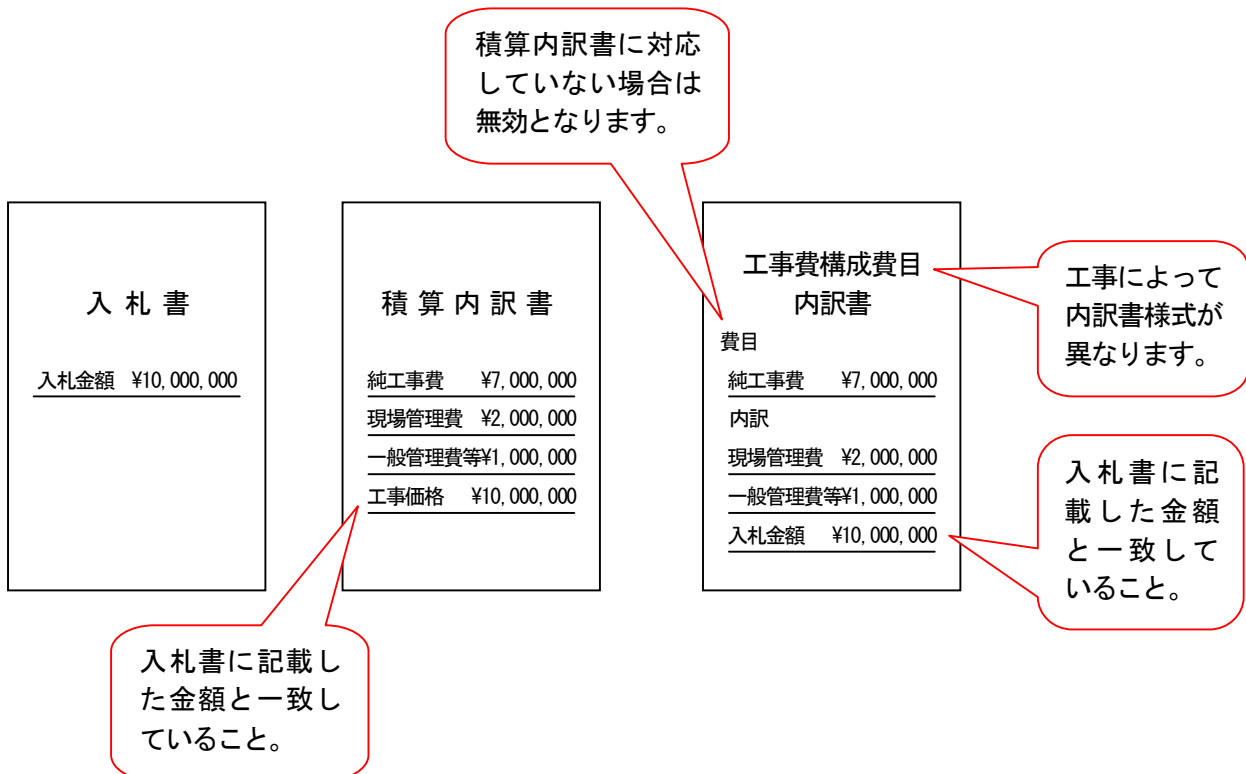 積算内訳書に対応
していない場合は
無効となります。
入札書
入札金額 ¥10,000,000
積算内訳書
純工事費 ¥7,000,000
現場管理費 ¥2,000,000
一般管理費等¥1,000,000
工事価格 ¥10,000,000
工事費構成費目
内訳書
費目
純工事費 ¥7,000,000
内訳
現場管理費 ¥2,000,000
一般管理費等¥1,000,000
入札金額 ¥10,000,000
工事によって
内訳書様式が
異なります。
入札書に記
載した金額
と一致して
いること。
入札書に記載し
た金額と一致し
ていること。